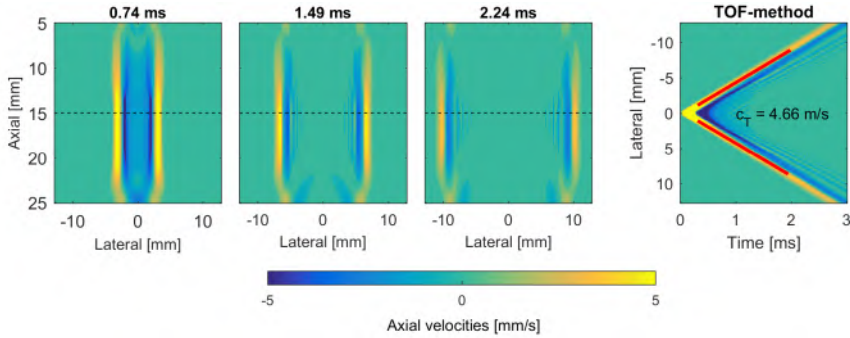 0.74 ms
1.49 ms
2.24 ms
TOF-method
5
10
15
20
25
Axial [mm]
-10 0 10
Lateral [mm]
-10 0 10
Lateral [mm]
-10 0 10
Lateral [mm]
-10
-5
0
5
10
Lateral [mm]
c_T = 4.66 m/s
0 1 2 3
Time [ms]
-5 0 5
Axial velocities [mm/s]